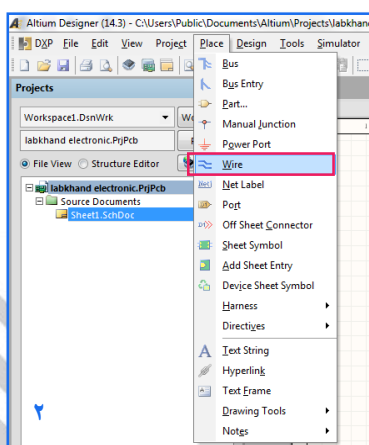 Altium Designer (14.3) - C:\Users\Public\Documents\Altium\Projects\labkhand
DXP File Edit View Project Place Design Tools Simulator
Projects
Workspace1.DsnWrk
labkhand electronic.PrjPcb
File View Structure Editor
labkhand electronic.PrjPcb
Source Documents
Sheet1.SchDoc
Bus
Bus Entry
Part...
Manual Junction
Power Port
Wire
Net Label
Port
Off Sheet Connector
Sheet Symbol
Add Sheet Entry
Device Sheet Symbol
Harness
Directives
Text String
Hyperlink
Text Frame
Drawing Tools
Notes
۲